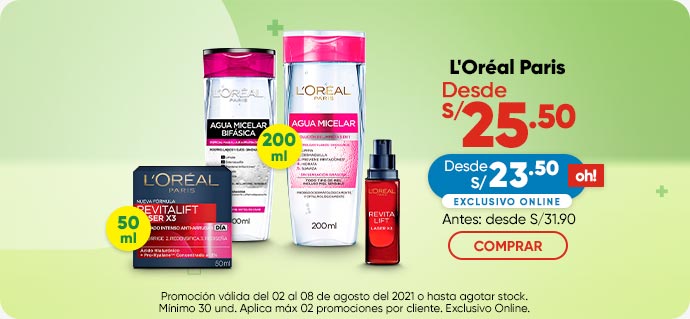 L'Oréal Paris
Desde
S/25.50
Desde
S/23.50
oh!
EXCLUSIVO ONLINE
Antes: desde S/31.90
COMPRAR
L'ORÉAL
PARIS
AGUA MICELAR
BIFÁSICA
L'ORÉAL
PARIS
AGUA MICELAR
200ml
200
ml
L'ORÉAL
PARIS
NUEVA FÓRMULA
REVITALIFT
LASER X3
DÍA
Ácido Hialurónico
50ml
50
ml
L'ORÉAL
REVITA
LIFT
LASER X3
Promoción válida del 02 al 08 de agosto del 2021 o hasta agotar stock.
Mínimo 30 und. Aplica máx 02 promociones por cliente. Exclusivo Online.